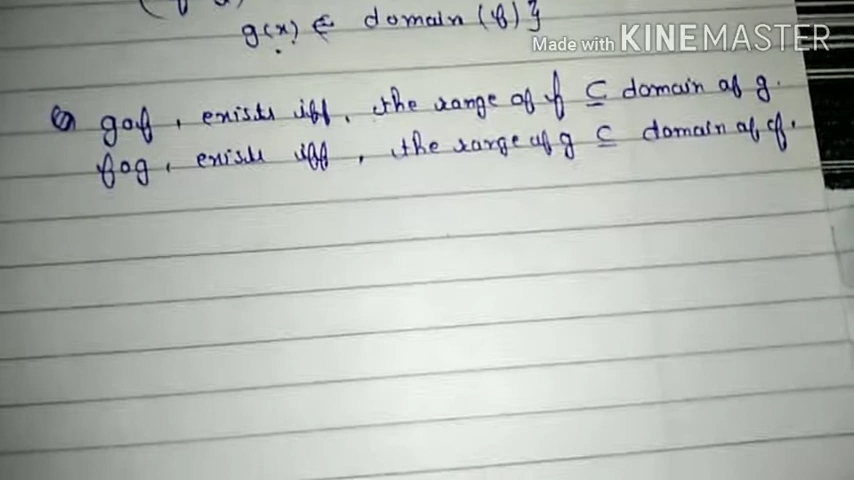 g(x) ∈ domain (f)}
Made with KINEMASTER
gof, exists iff, the range of f ⊆ domain of g.
fog, exists iff, the range of g ⊆ domain of f.